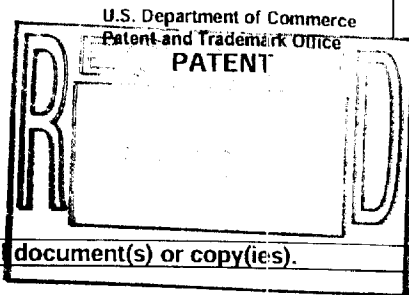 U.S. Department of Commerce
Patent and Trademark Office
PATENT
R D
document(s) or copy(ies).